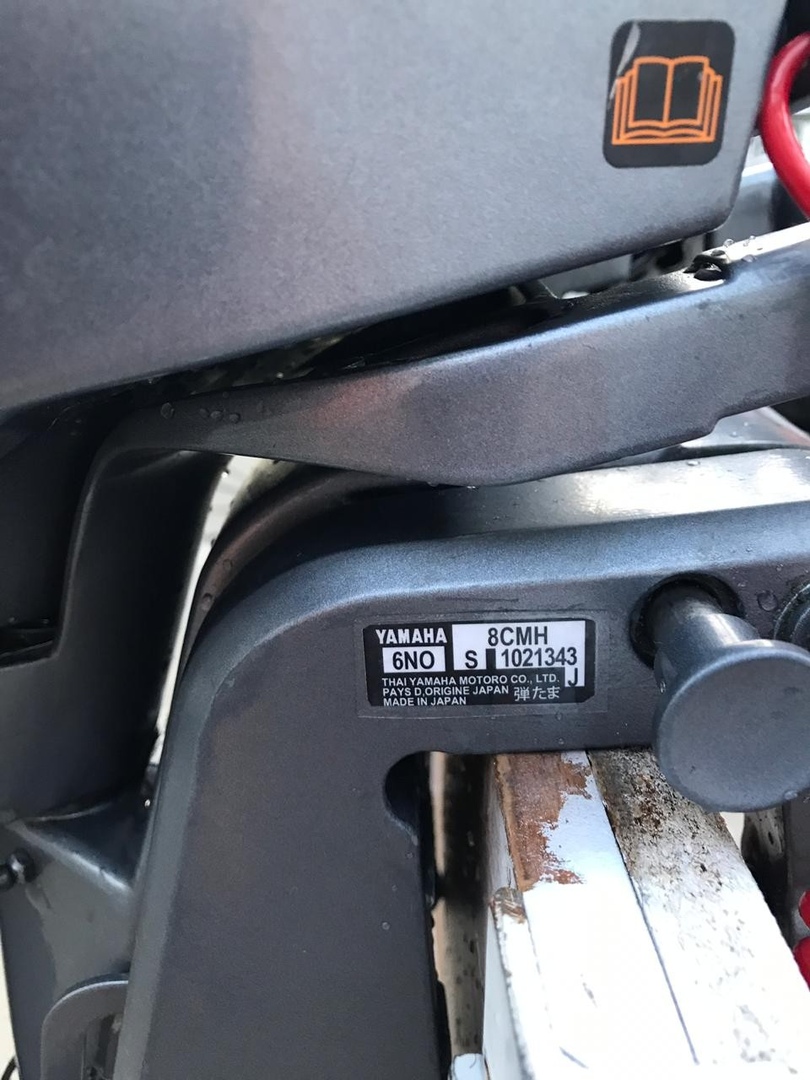 YAMAHA 8CMH
6NO S 1021343
J
THAI YAMAHA MOTORO CO., LTD.
PAYS D,ORIGINE JAPAN 弾たま
MADE IN JAPAN